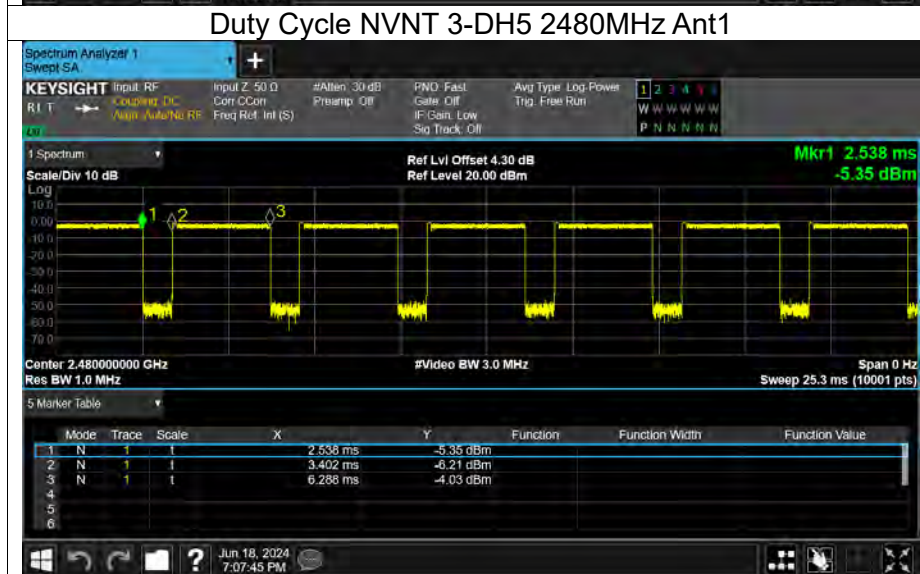 Duty Cycle NVNT 3-DH5 2480MHz Ant1
Spectrum Analyzer 1
Swept SA
+
KEYSIGHT Input: RF Input Z: 50 Ω #Atten: 30 dB PNO: Fast Avg Type: Log-Power 1 2 3 4 5 6
RLT Coupling: DC Corr CCorr Preamp: Off Gate: Off Trig: Free Run W W W W W W
Align: Auto/No RF Freq Ref: Int (S) IF Gain: Low
Sig Track: Off P N N N N N
1 Spectrum
Ref Lvl Offset 4.30 dB Mkr1 2.538 ms
Scale/Div 10 dB Ref Level 20.00 dBm -5.35 dBm
Log
10.0
0.00
-10.0
-20.0
-30.0
-40.0
-50.0
-60.0
-70.0
1 2 3
Center 2.480000000 GHz #Video BW 3.0 MHz Span 0 Hz
Res BW 1.0 MHz Sweep 25.3 ms (10001 pts)
5 Marker Table
Mode Trace Scale X Y Function Function Width Function Value
1 N 1 t 2.538 ms -5.35 dBm
2 N 1 t 3.402 ms -6.21 dBm
3 N 1 t 6.288 ms -4.03 dBm
4
5
6
? Jun 18, 2024
7:07:45 PM